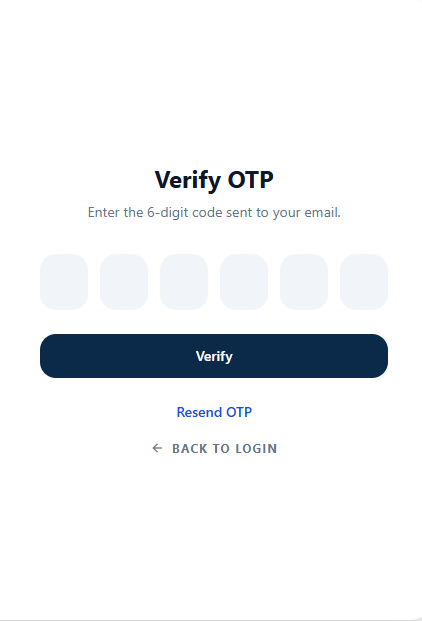 Verify OTP
Enter the 6-digit code sent to your email.
Verify
Resend OTP
← BACK TO LOGIN